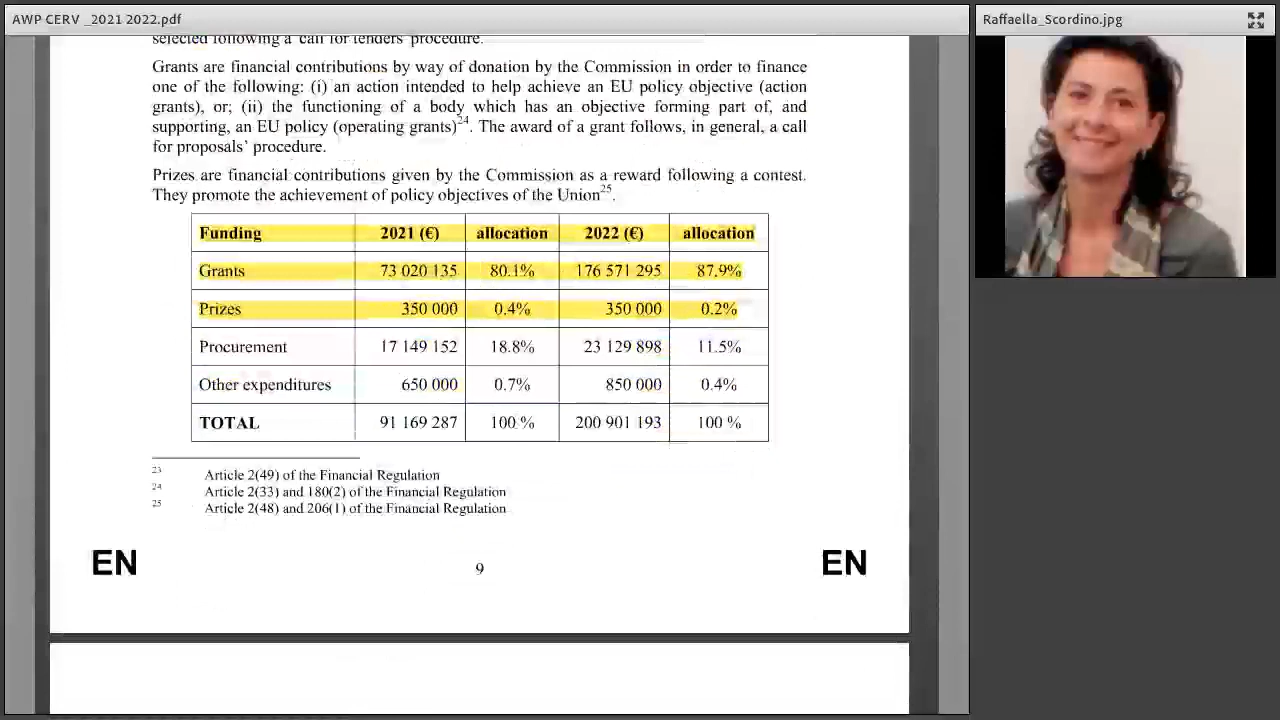 AWP CERV _2021 2022.pdf
Raffaella_Scordino.jpg
selected following a call for tenders' procedure.
Grants are financial contributions by way of donation by the Commission in order to finance
one of the following: (i) an action intended to help achieve an EU policy objective (action
grants), or; (ii) the functioning of a body which has an objective forming part of, and
supporting, an EU policy (operating grants)24. The award of a grant follows, in general, a call
for proposals' procedure.
Prizes are financial contributions given by the Commission as a reward following a contest.
They promote the achievement of policy objectives of the Union25.
Funding 2021 (€) allocation 2022 (€) allocation
Grants 73 020 135 80.1% 176 571 295 87.9%
Prizes 350 000 0.4% 350 000 0.2%
Procurement 17 149 152 18.8% 23 129 898 11.5%
Other expenditures 650 000 0.7% 850 000 0.4%
TOTAL 91 169 287 100 % 200 901 193 100 %
23 Article 2(49) of the Financial Regulation
24 Article 2(33) and 180(2) of the Financial Regulation
25 Article 2(48) and 206(1) of the Financial Regulation
EN 9 EN